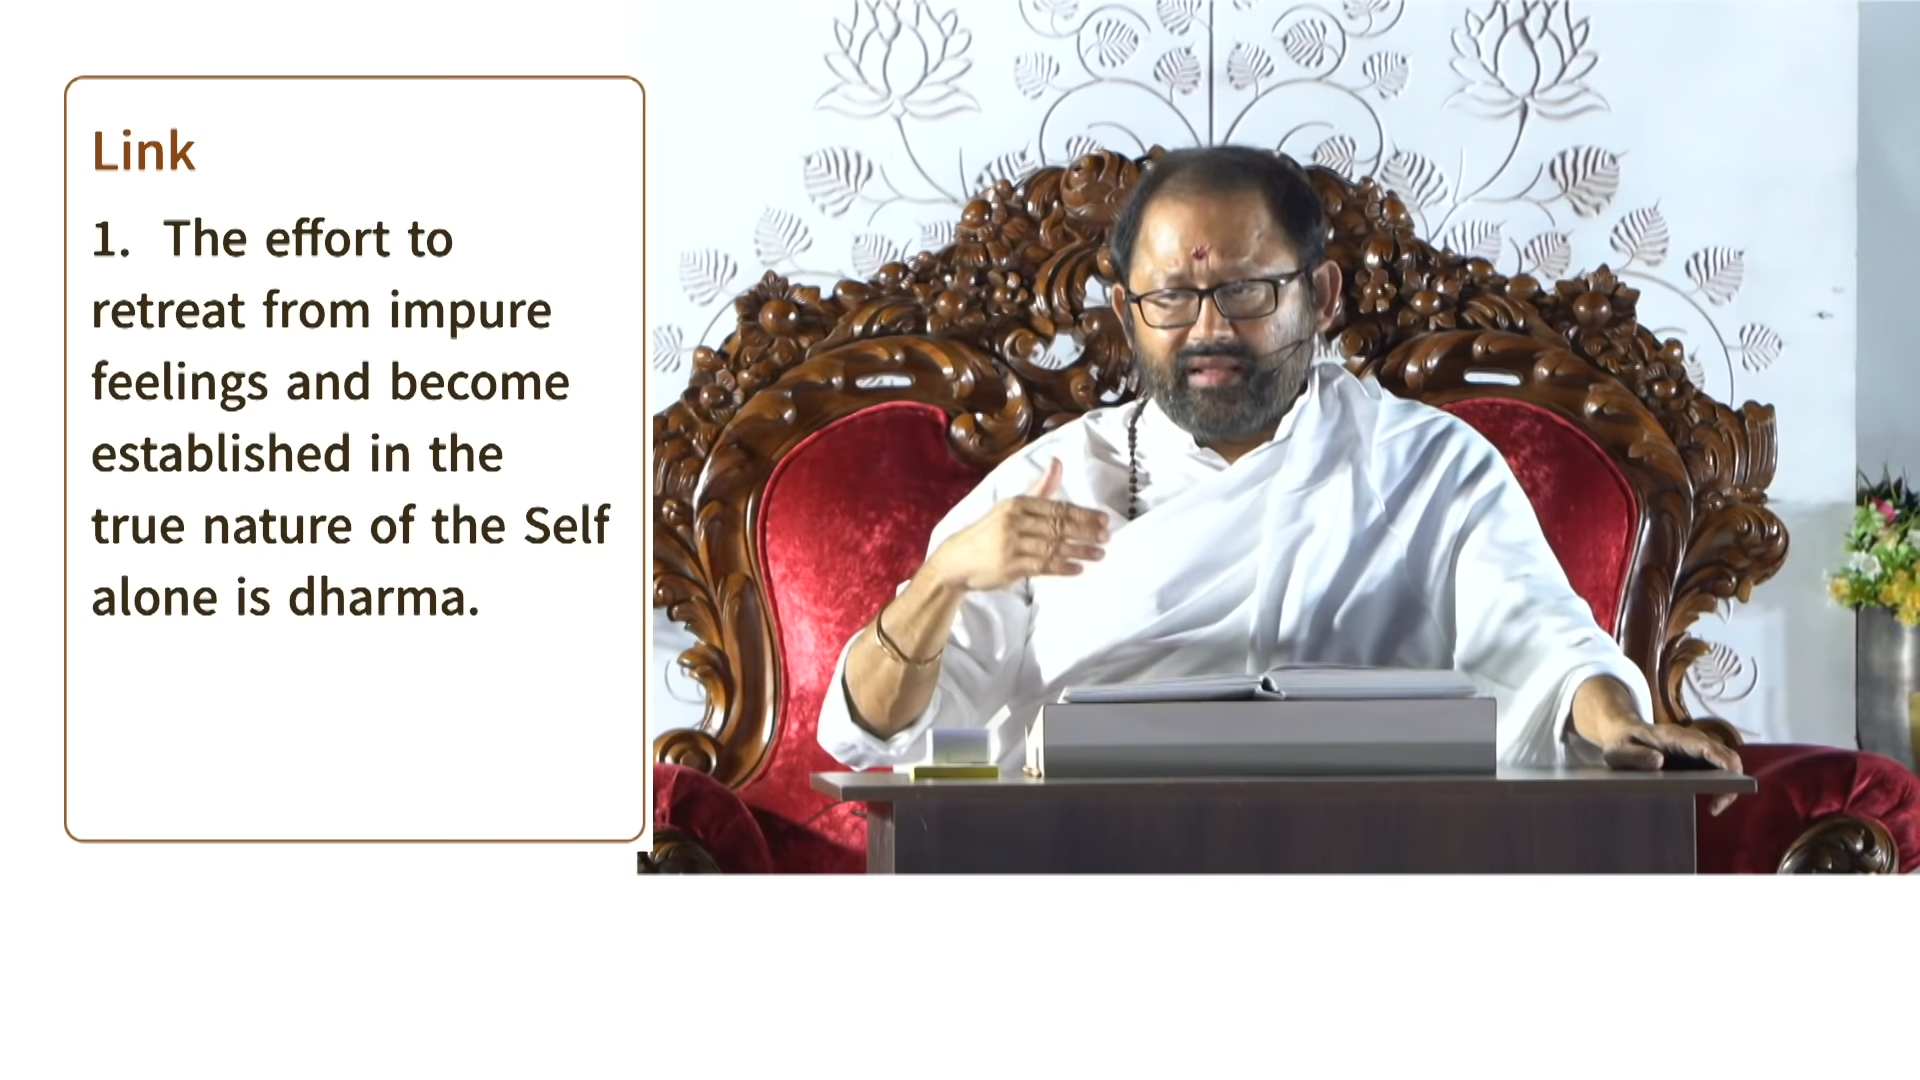 Link
1. The effort to
retreat from impure
feelings and become
established in the
true nature of the Self
alone is dharma.